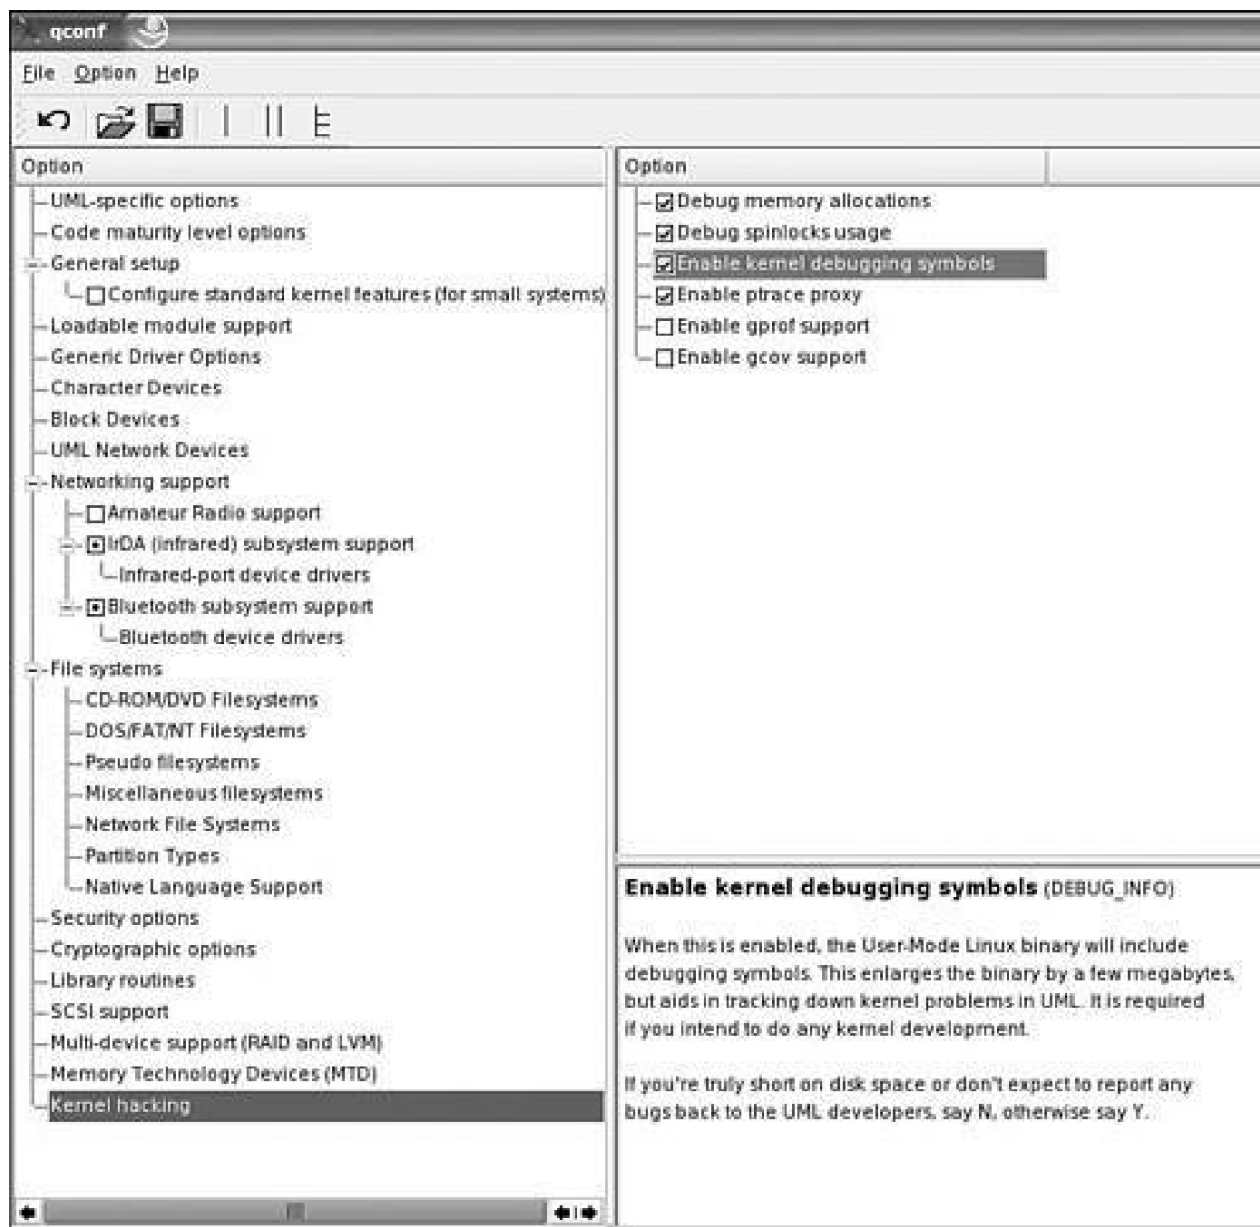 qconf
File Option Help
Option
UML-specific options
Code maturity level options
General setup
Configure standard kernel features (for small systems)
Loadable module support
Generic Driver Options
Character Devices
Block Devices
UML Network Devices
Networking support
Amateur Radio support
IrDA (infrared) subsystem support
Infrared-port device drivers
Bluetooth subsystem support
Bluetooth device drivers
File systems
CD-ROM/DVD Filesystems
DOS/FAT/NT Filesystems
Pseudo filesystems
Miscellaneous filesystems
Network File Systems
Partition Types
Native Language Support
Security options
Cryptographic options
Library routines
SCSI support
Multi-device support (RAID and LVM)
Memory Technology Devices (MTD)
Kernel hacking
Option
Debug memory allocations
Debug spinlocks usage
Enable kernel debugging symbols
Enable ptrace proxy
Enable gprof support
Enable gcov support
Enable kernel debugging symbols (DEBUG_INFO)
When this is enabled, the User-Mode Linux binary will include
debugging symbols. This enlarges the binary by a few megabytes,
but aids in tracking down kernel problems in UML. It is required
if you intend to do any kernel development.
If you're truly short on disk space or don't expect to report any
bugs back to the UML developers, say N, otherwise say Y.